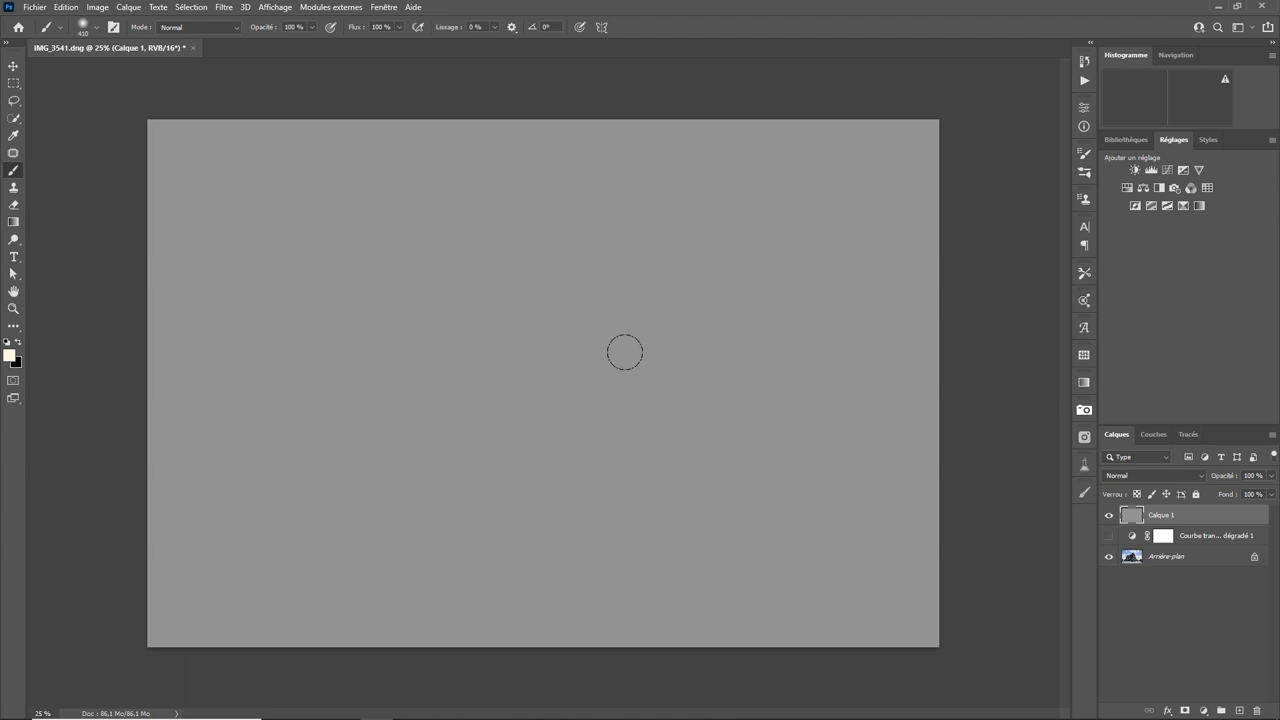 Ps Fichier Edition Image Calque Texte Sélection Filtre 3D Affichage Modules externes Fenêtre Aide
410 Mode : Normal Opacité : 100 % Flux : 100 % Lissage : 0 % 0°
IMG_3541.dng @ 25% (Calque 1, RVB/16*) *
Histogramme Navigation
Bibliothèques Réglages Styles
Ajouter un réglage
Calques Couches Tracés
Type
Normal Opacité : 100 %
Verrou : Fond : 100 %
Calque 1
Courbe tran... dégradé 1
Arrière-plan
25 % Doc : 86,1 Mo/86,1 Mo